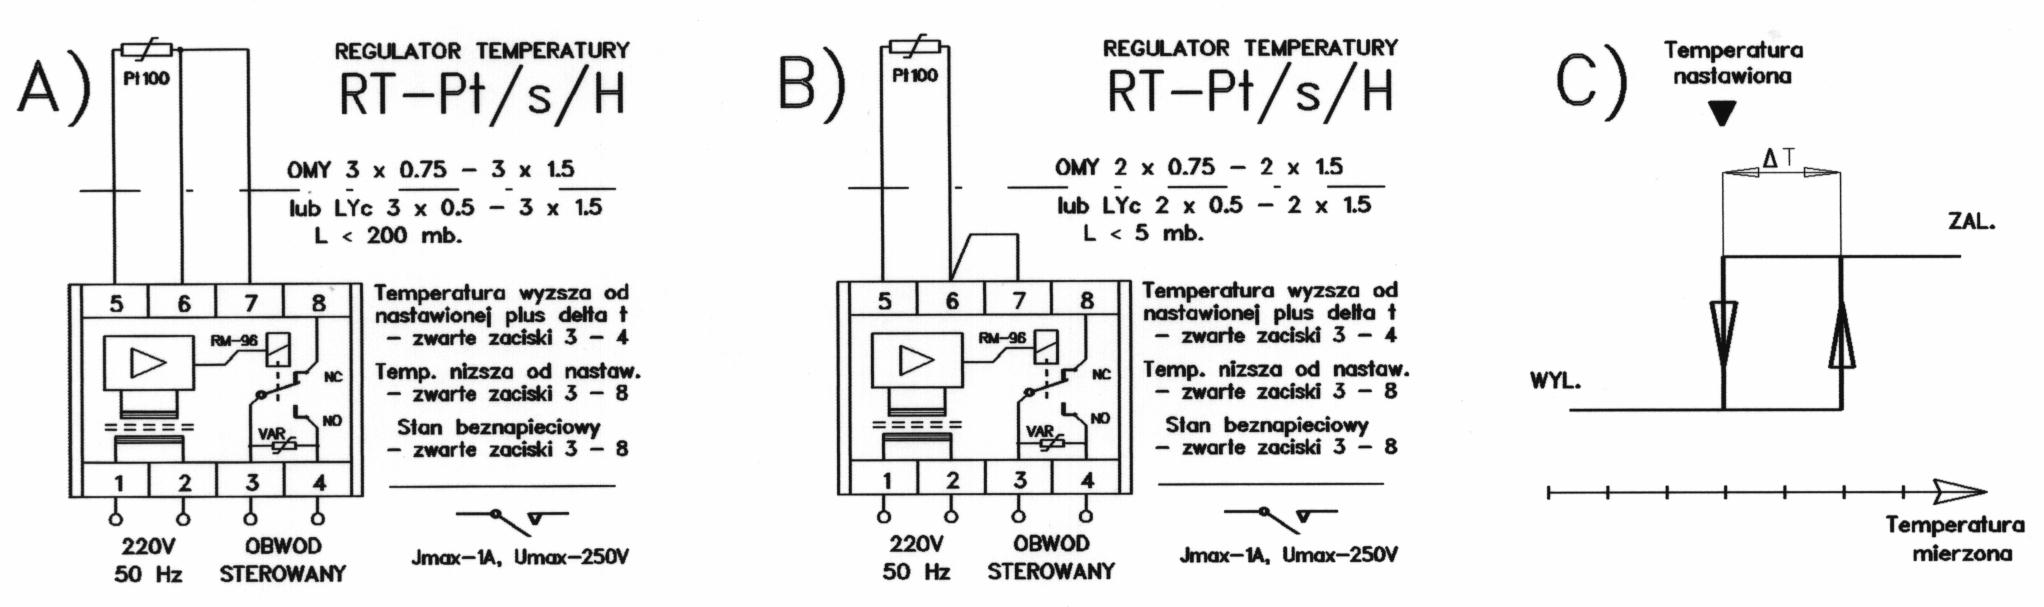 A)
REGULATOR TEMPERATURY
RT-Pt/s/H
Pt100
OMY 3 x 0.75 - 3 x 1.5
lub LYc 3 x 0.5 - 3 x 1.5
L < 200 mb.
5 6 7 8
Temperatura wyzsza od
nastawionej plus delta t
- zwarte zaciski 3 - 4
RM-96
Temp. nizsza od nastaw.
- zwarte zaciski 3 - 8
NC
NO
Stan beznapieciowy
- zwarte zaciski 3 - 8
VAR
1 2 3 4
220V
50 Hz
OBWOD
STEROWANY
Jmax-1A, Umax-250V
B)
REGULATOR TEMPERATURY
RT-Pt/s/H
Pt100
OMY 2 x 0.75 - 2 x 1.5
lub LYc 2 x 0.5 - 2 x 1.5
L < 5 mb.
5 6 7 8
Temperatura wyzsza od
nastawionej plus delta t
- zwarte zaciski 3 - 4
RM-96
Temp. nizsza od nastaw.
- zwarte zaciski 3 - 8
NC
NO
Stan beznapieciowy
- zwarte zaciski 3 - 8
VAR
1 2 3 4
220V
50 Hz
OBWOD
STEROWANY
Jmax-1A, Umax-250V
C)
Temperatura
nastawiona
Δ T
ZAL.
WYL.
Temperatura
mierzona